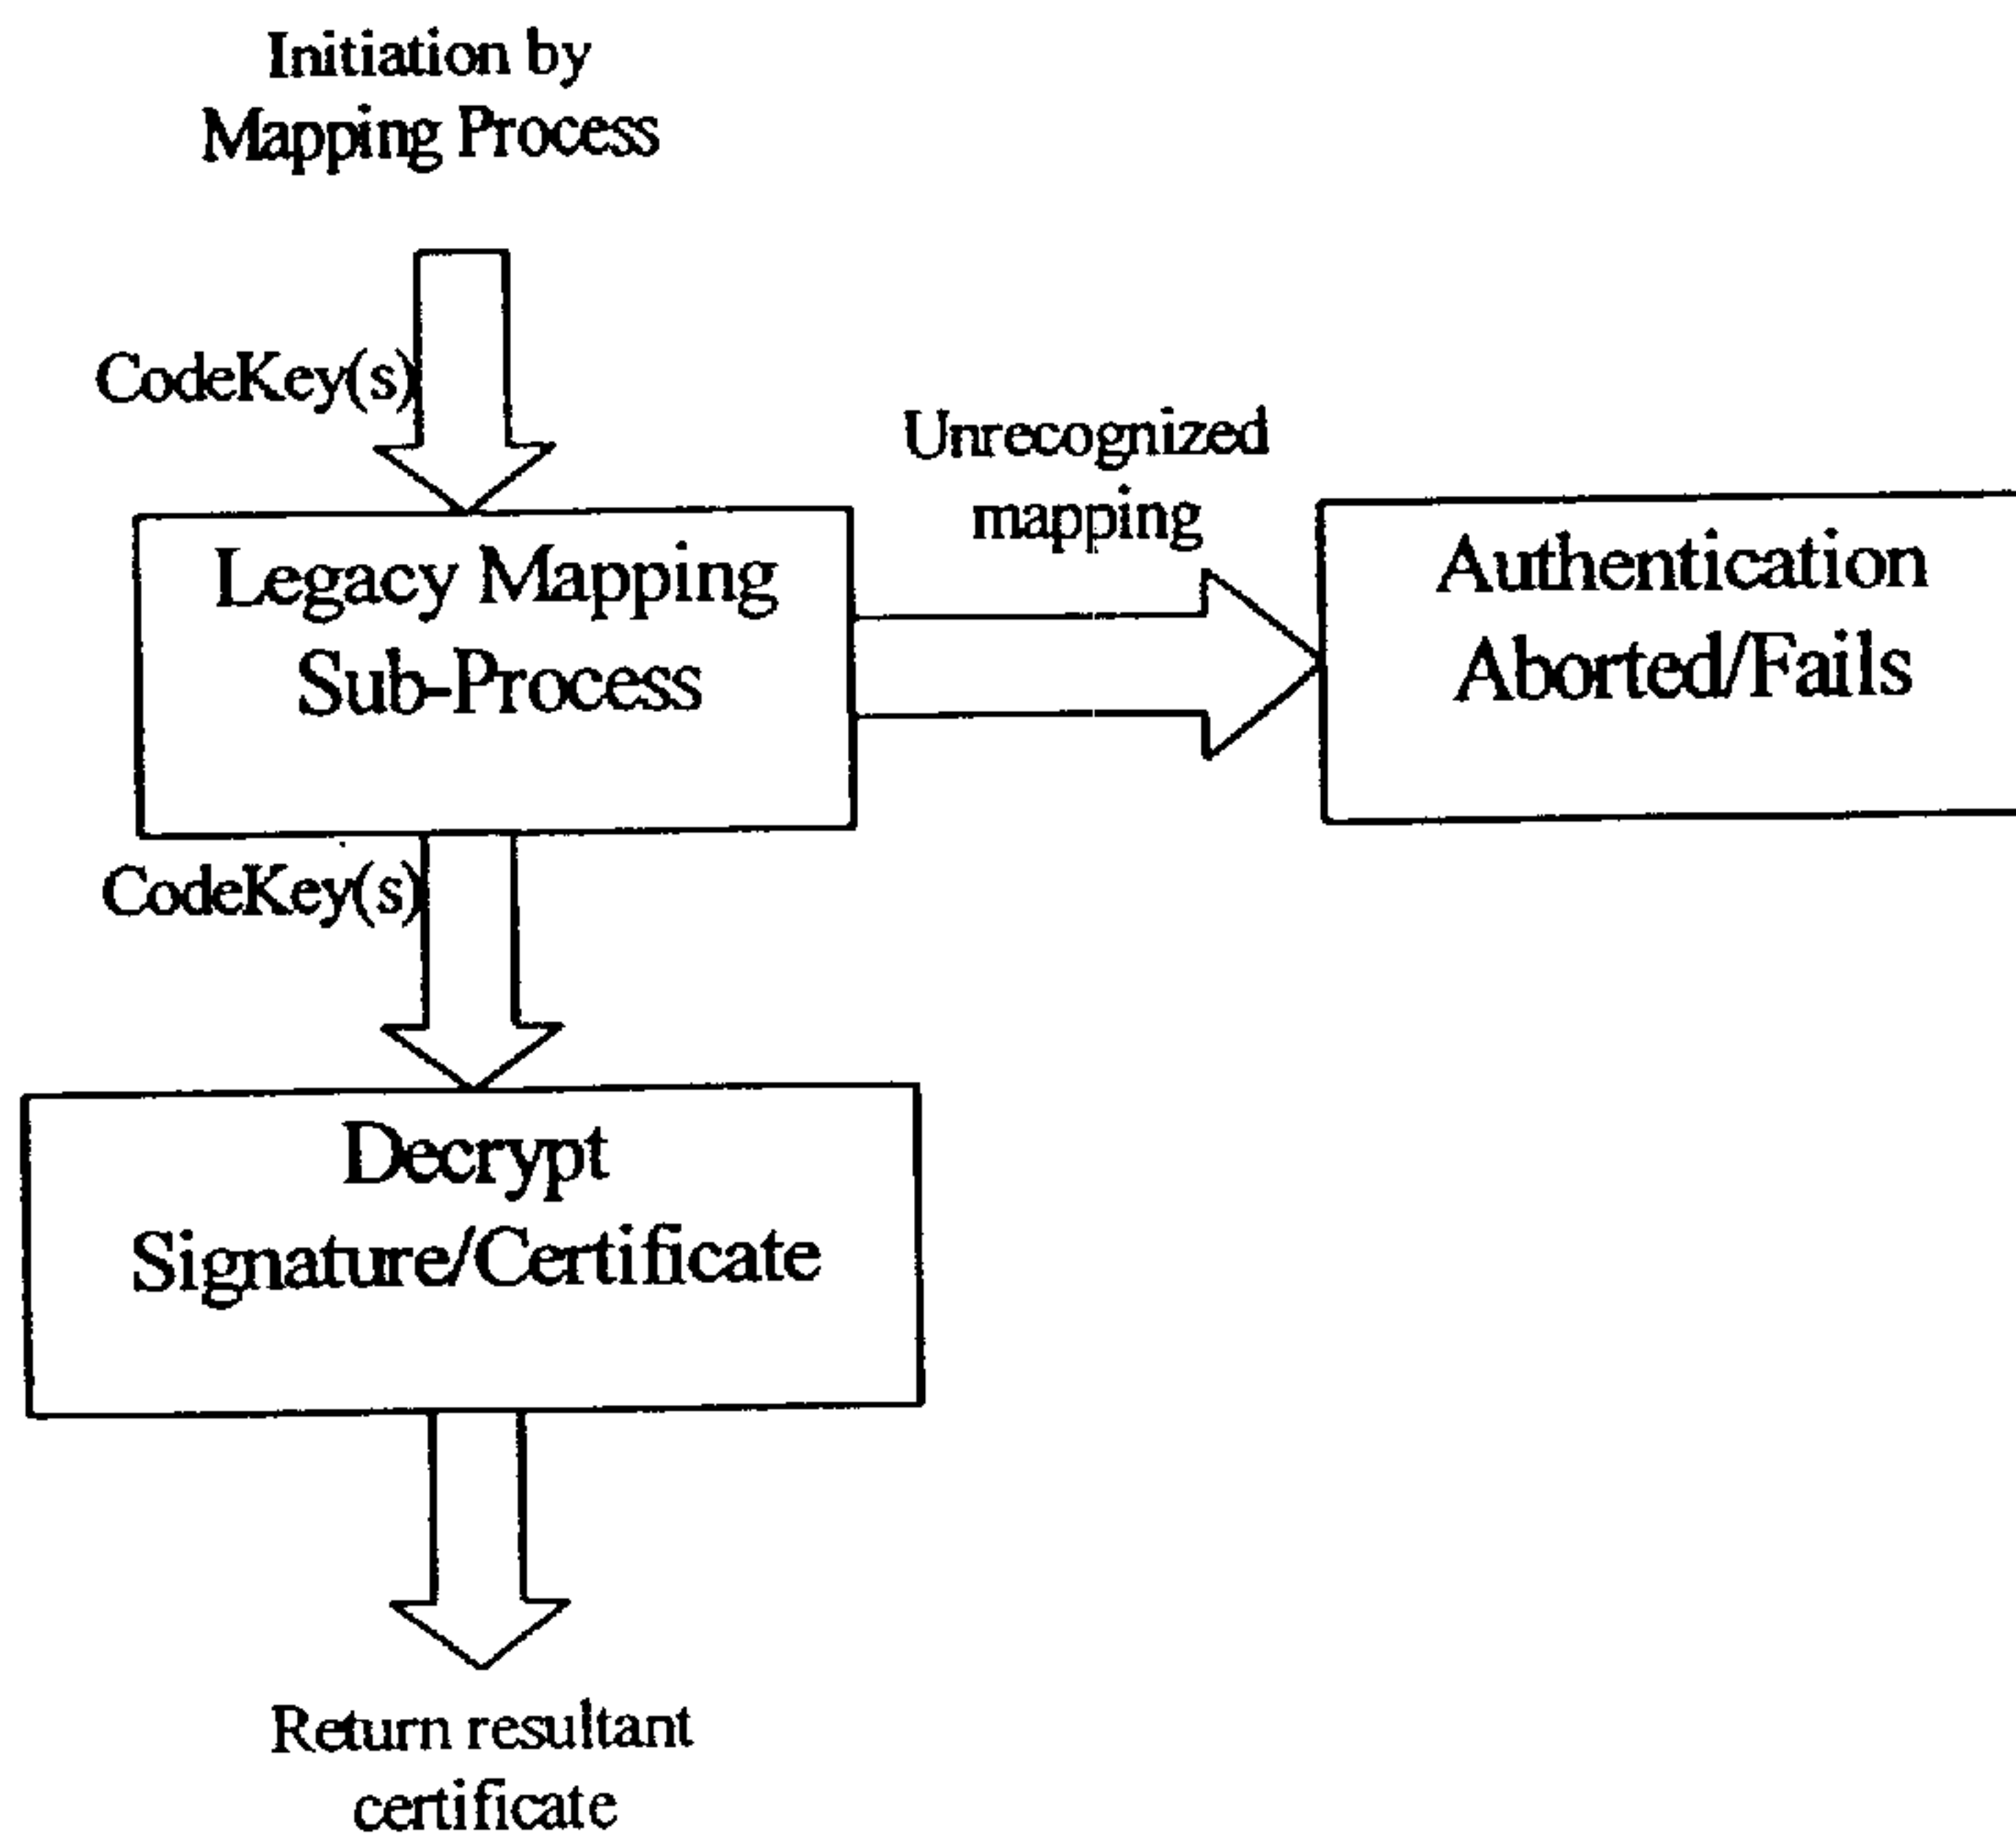 Initiation by
Mapping Process
CodeKey(s)
Unrecognized
mapping
Legacy Mapping
Sub-Process
Authentication
Aborted/Fails
CodeKey(s)
Decrypt
Signature/Certificate
Return resultant
certificate